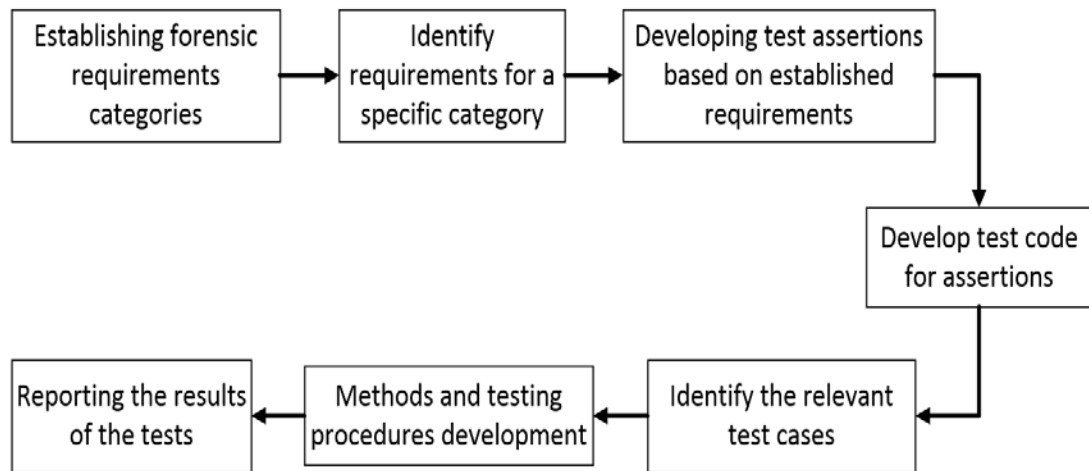 Establishing forensic
requirements
categories
Identify
requirements for a
specific category
Developing test assertions
based on established
requirements
Develop test code
for assertions
Identify the relevant
test cases
Methods and testing
procedures development
Reporting the results
of the tests